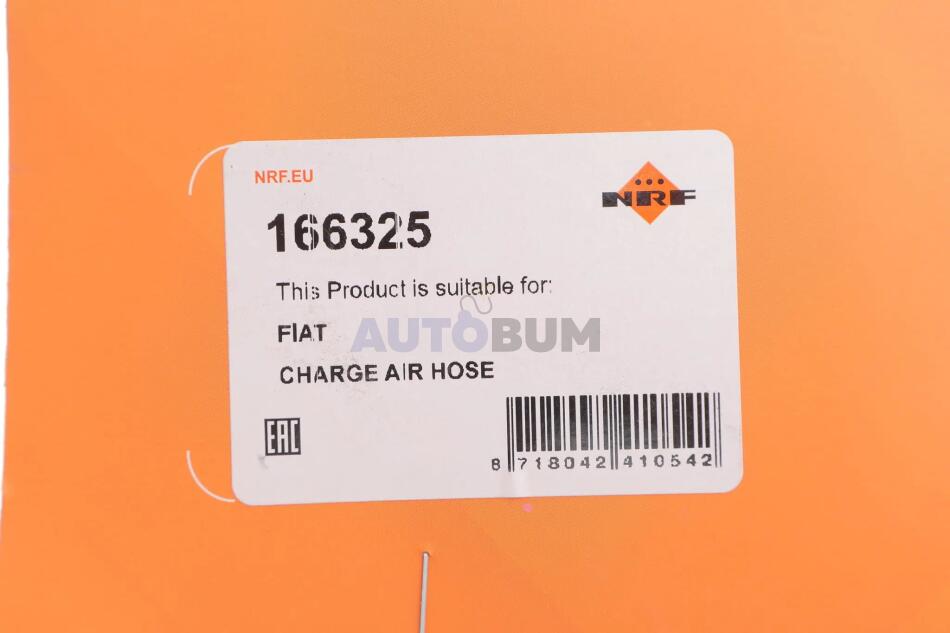 NRF.EU
NRF
166325
This Product is suitable for:
FIAT
AUTOBUM
CHARGE AIR HOSE
EAC
8 718042 410542